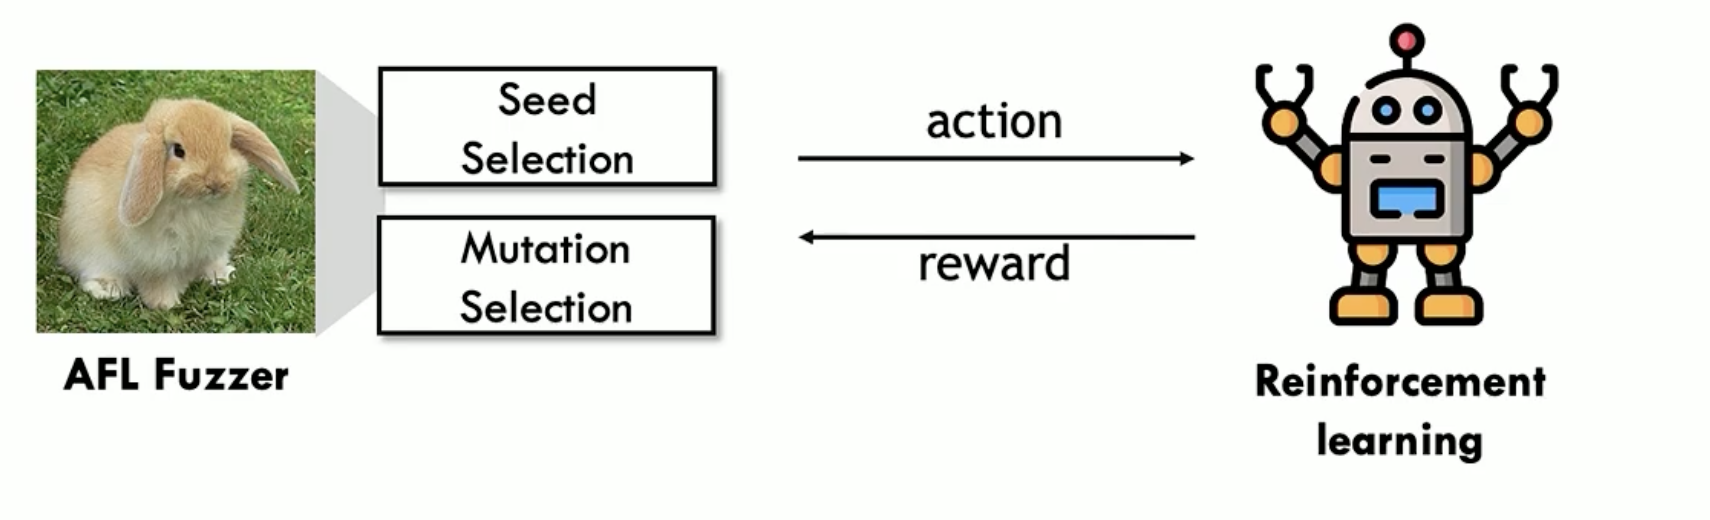 Seed
Selection
Mutation
Selection
action
reward
AFL Fuzzer
Reinforcement
learning